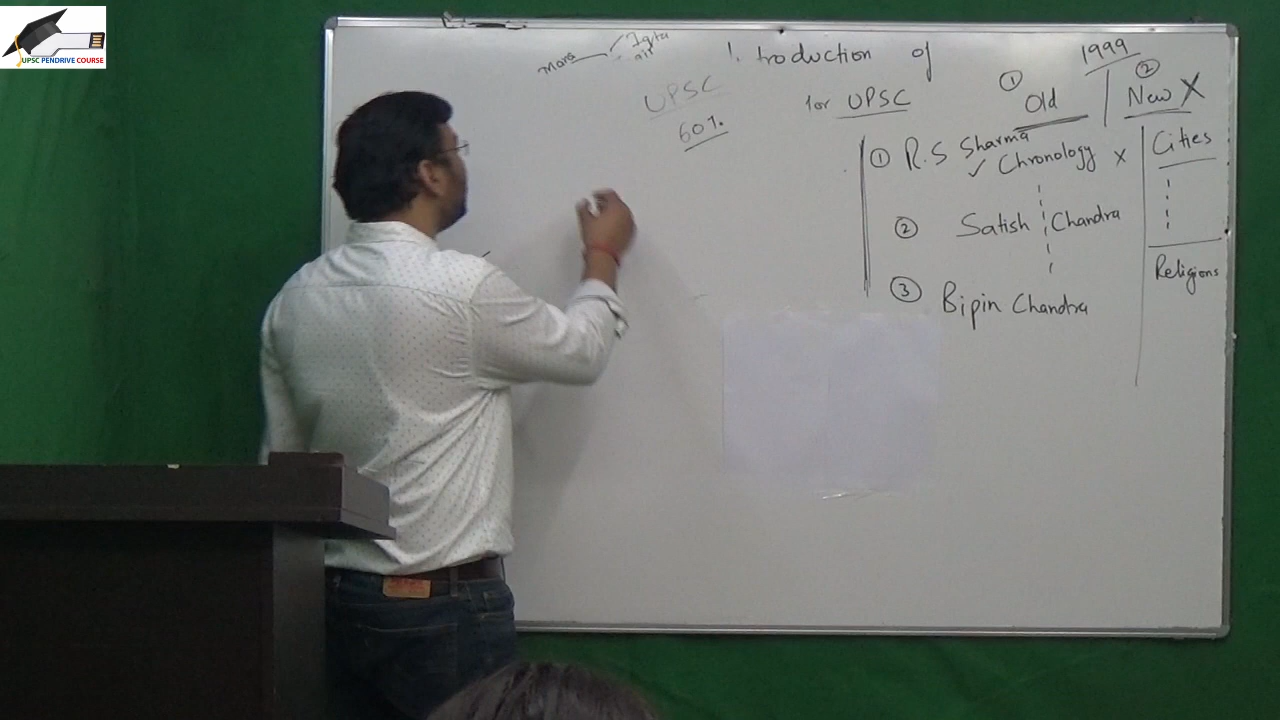 UPSC PENDRIVE COURSE
troduction of
1999
for UPSC
① Old
② New X
UPSC
60%
① R.S Sharma
✓ Chronology X
② Satish Chandra
③ Bipin Chandra
Cities
Religions